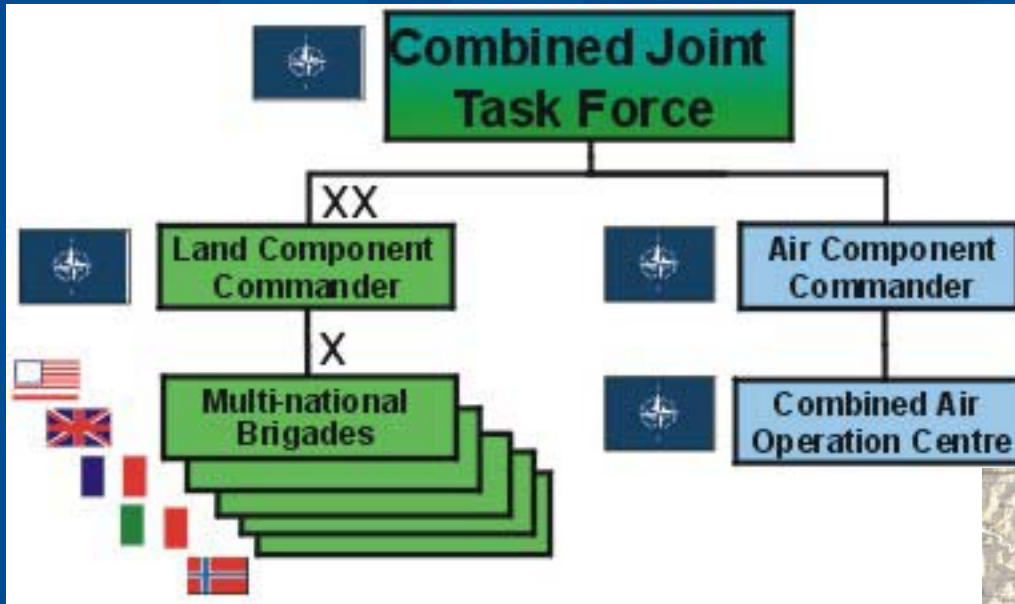 Combined Joint
Task Force
XX
Land Component
Commander
Air Component
Commander
X
Multi-national
Brigades
Combined Air
Operation Centre